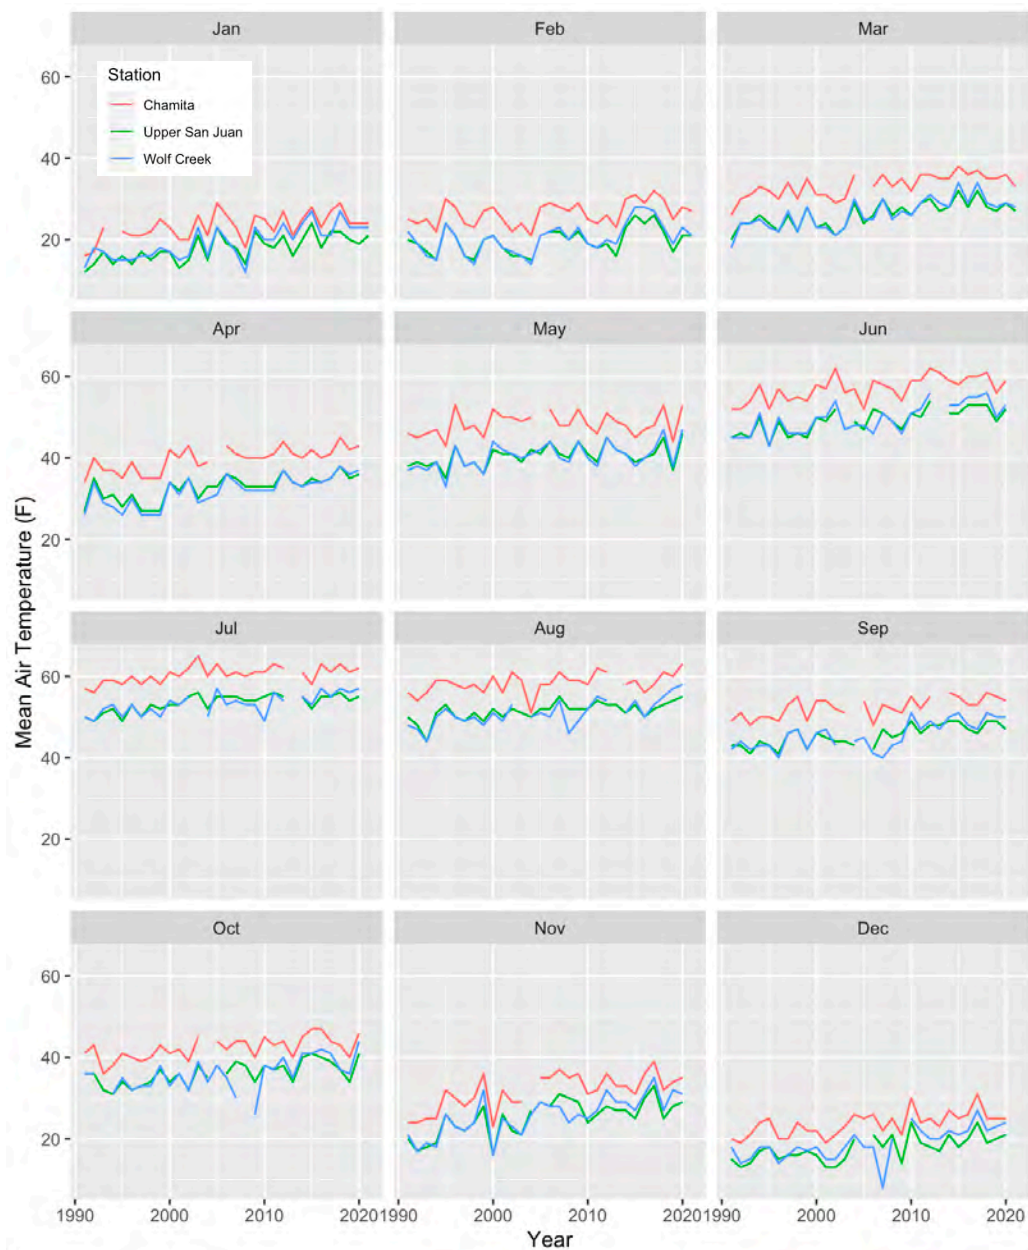 Jan Feb Mar
60
Station
Chamita
Upper San Juan
Wolf Creek
40
20
Apr May Jun
60
40
20
Jul Aug Sep
60
40
20
Mean Air Temperature (F)
Oct Nov Dec
60
40
20
1990 2000 2010 2020 1990 2000 2010 2020 1990 2000 2010 2020
Year